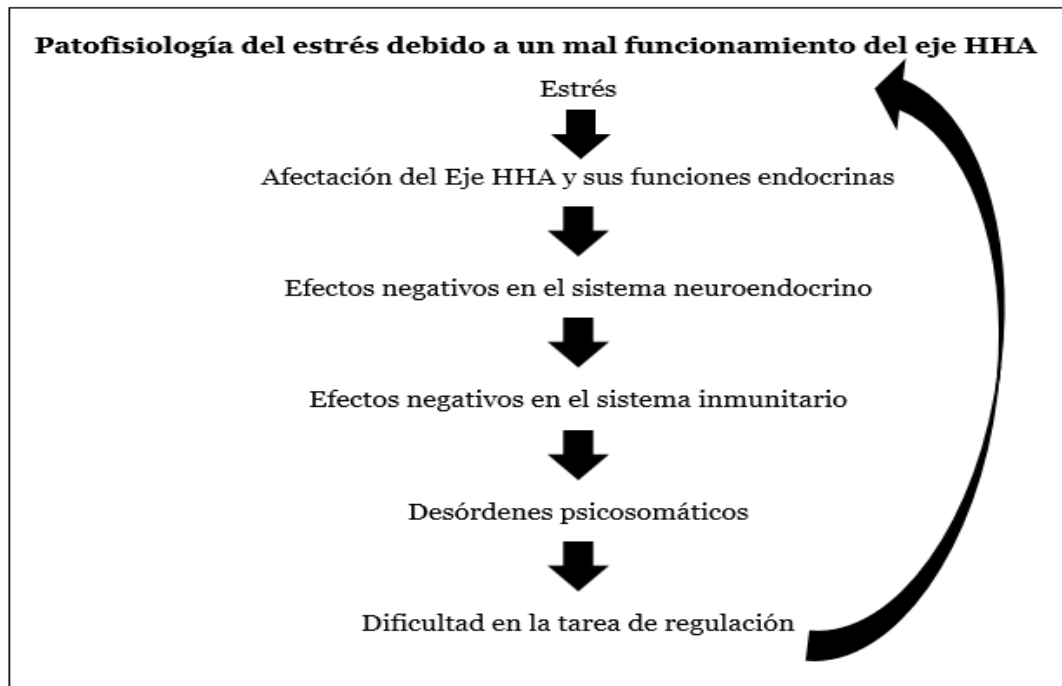 Patofisiología del estrés debido a un mal funcionamiento del eje HHA
Estrés
Afectación del Eje HHA y sus funciones endocrinas
Efectos negativos en el sistema neuroendocrino
Efectos negativos en el sistema inmunitario
Desórdenes psicosomáticos
Dificultad en la tarea de regulación